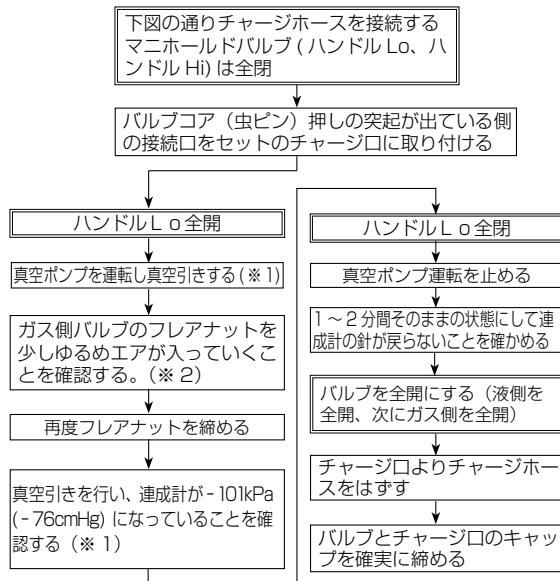 下図の通りチャージホースを接続する
マニホールドバルブ ( ハンドル Lo、ハ
ンドル Hi) は全閉
バルブコア（虫ピン）押しの突起が出ている側
の接続口をセットのチャージ口に取り付ける
ハンドルＬｏ全開
真空ポンプを運転し真空引きする (※ 1)
ガス側バルブのフレアナットを
少しゆるめエアが入っていくこ
とを確認する。（※ 2）
再度フレアナットを締める
真空引きを行い、連成計が－101kPa
(－76cmHg) になっていることを確
認する（※ 1）
ハンドルＬｏ全閉
真空ポンプ運転を止める
1 ～ 2 分間そのままの状態にして連
成計の針が戻らないことを確かめる
バルブを全開にする（液側を
全開、次にガス側を全開）
チャージ口よりチャージホー
スをはずす
バルブとチャージ口のキャッ
プを確実に締める